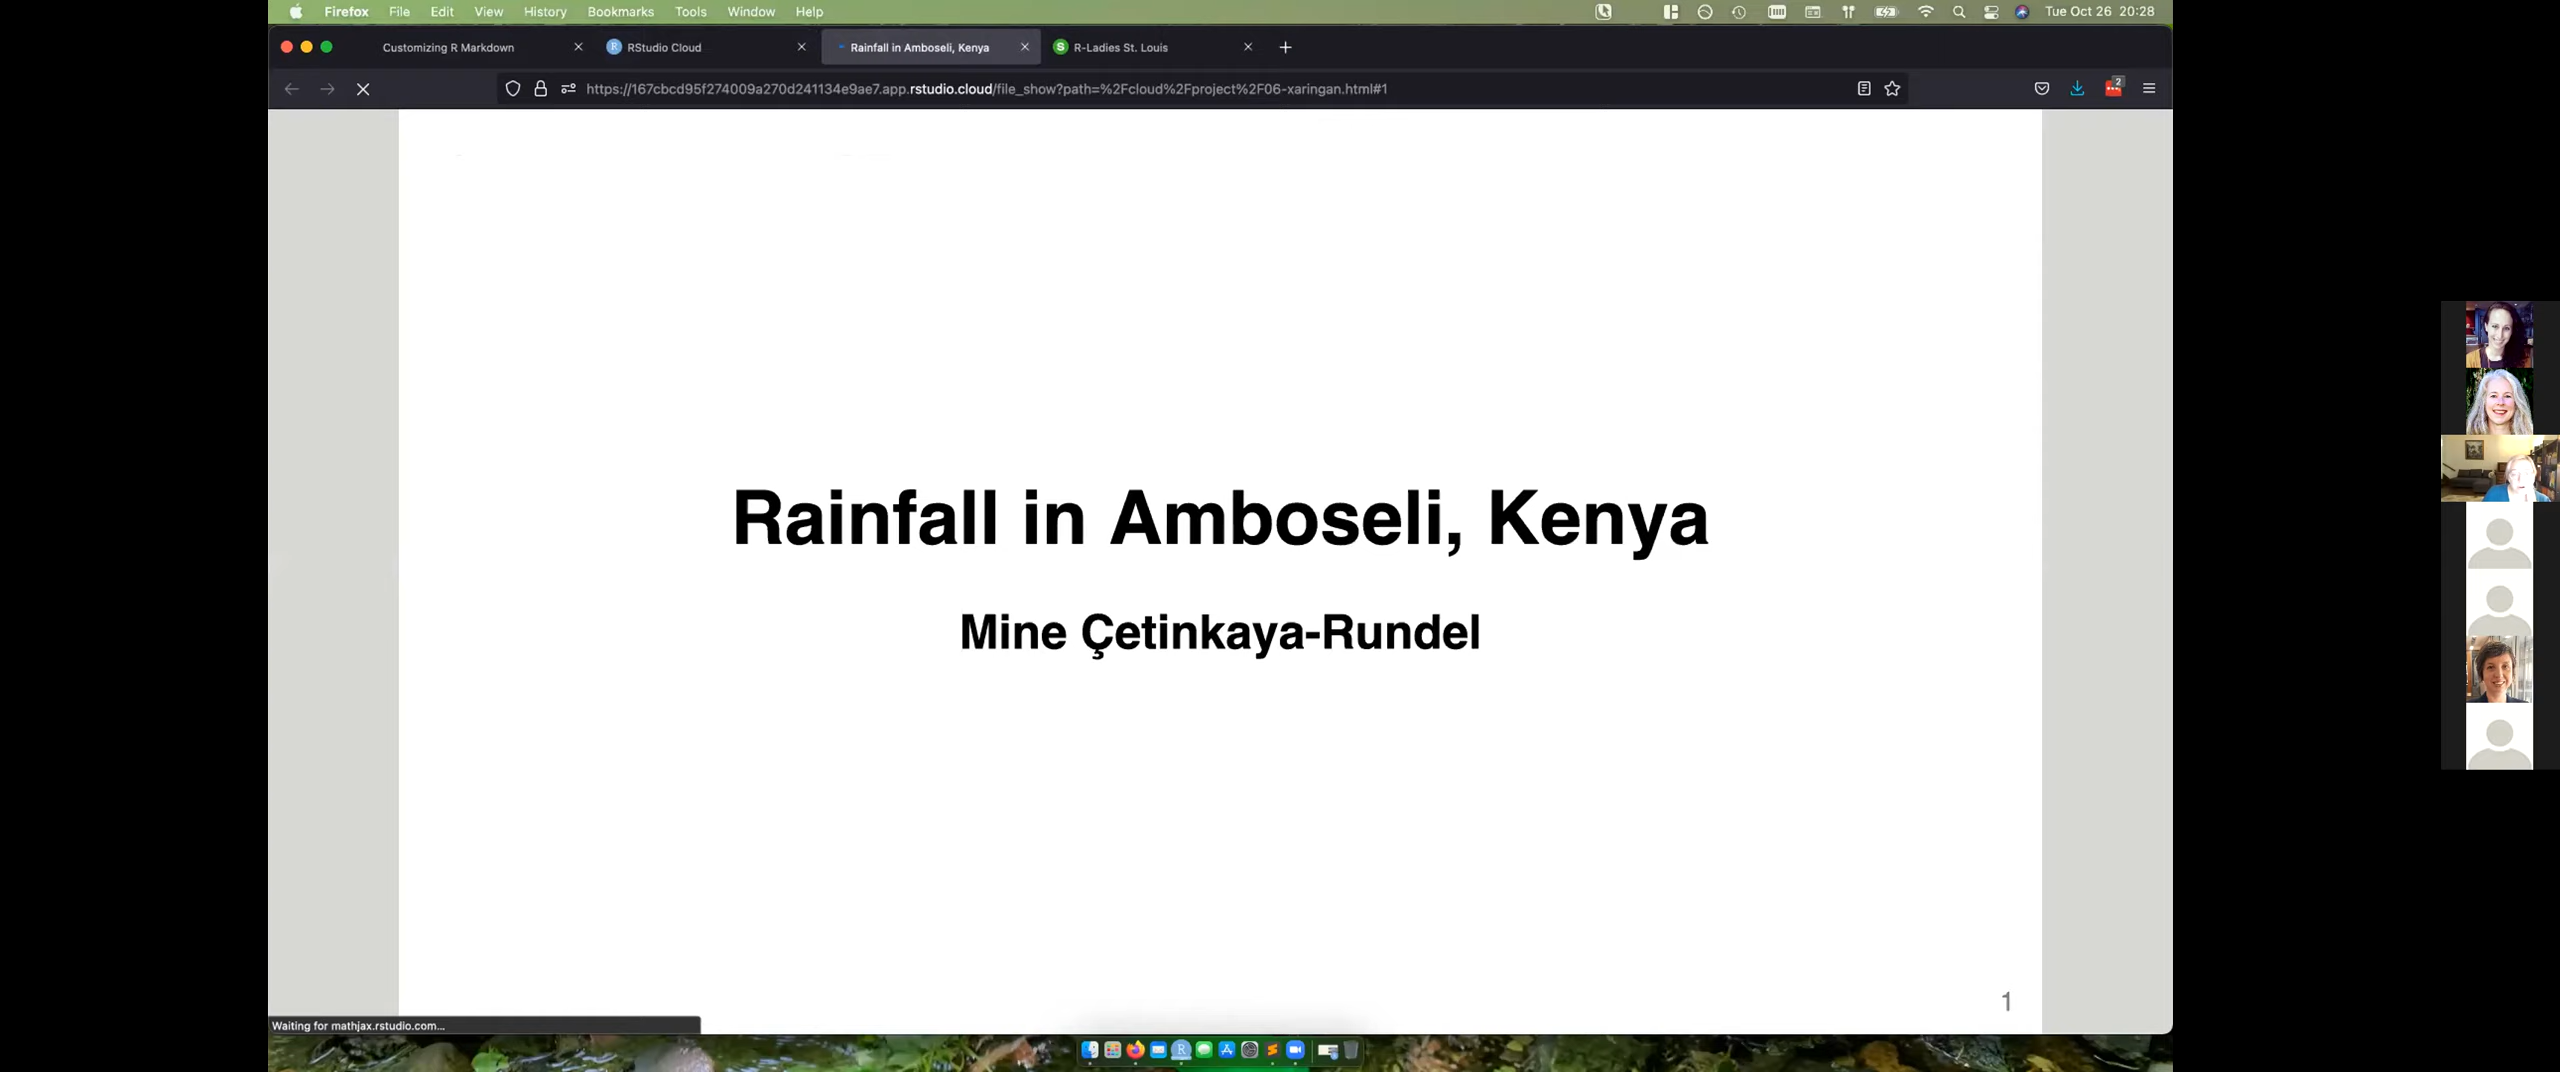 Firefox File Edit View History Bookmarks Tools Window Help Tue Oct 26 20:28
Customizing R Markdown RStudio Cloud Rainfall in Amboseli, Kenya R-Ladies St. Louis
https://167cbcd95f274009a270d241134e9ae7.app.rstudio.cloud/file_show?path=%2Fcloud%2Fproject%2F06-xaringan.html#1
2
Rainfall in Amboseli, Kenya
Mine Çetinkaya-Rundel
1
Waiting for mathjax.rstudio.com...